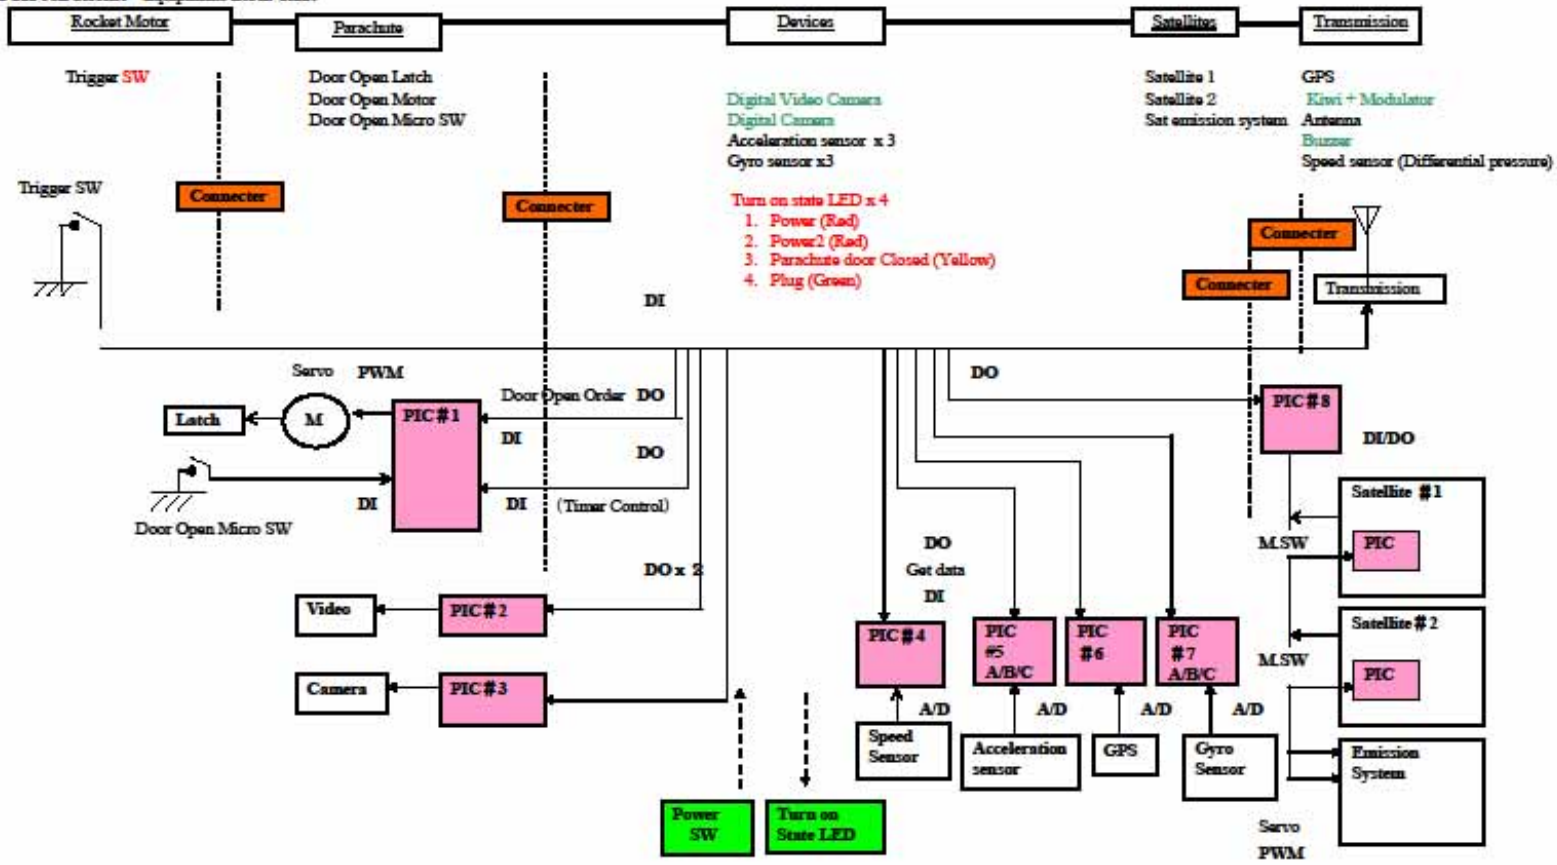 Rocket Motor
Parachute
Devices
Satellites
Transmission
Trigger SW
Door Open Latch
Door Open Motor
Door Open Micro SW
Digital Video Camera
Digital Camera
Acceleration sensor x 3
Gyro sensor x3
Satellite 1
Satellite 2
Sat emission system
GPS
Kiwi + Modulator
Antenna
Buzzer
Speed sensor (Differential pressure)
Trigger SW
Connecter
Connecter
Turn on state LED x 4
1. Power (Red)
2. Power2 (Red)
3. Parachute door Closed (Yellow)
4. Plug (Green)
Connecter
Connecter
Transmission
DI
Servo PWM
Latch
M
PIC#1
Door Open Order DO
DI
DO
DI
DI
(Timer Control)
Door Open Micro SW
DO
PIC#8
DI/DO
Satellite #1
M.SW
PIC
Satellite #2
M.SW
PIC
Emission
System
Servo
PWM
DO x 2
Video
PIC#2
Camera
PIC#3
DO
Get data
DI
PIC#4
PIC
#5
A/B/C
PIC
#6
PIC
#7
A/B/C
A/D
A/D
A/D
A/D
Speed
Sensor
Acceleration
sensor
GPS
Gyro
Sensor
Power
SW
Turn on
State LED